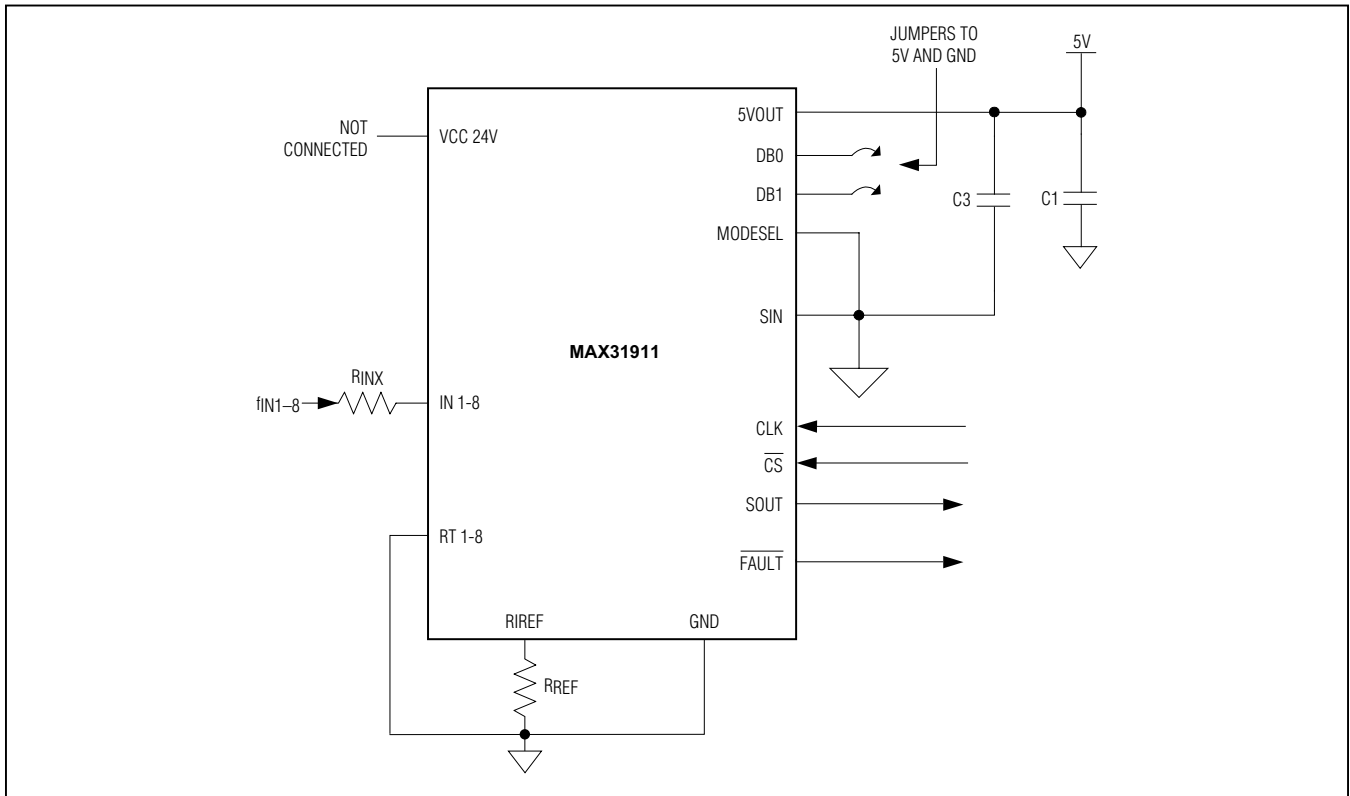 JUMPERS TO
5V AND GND
5V
NOT
CONNECTED
VCC 24V
5VOUT
DB0
DB1
C3
C1
MODESEL
SIN
MAX31911
RINX
fIN1–8
IN 1-8
CLK
CS
SOUT
RT 1-8
FAULT
RIREF
GND
RREF